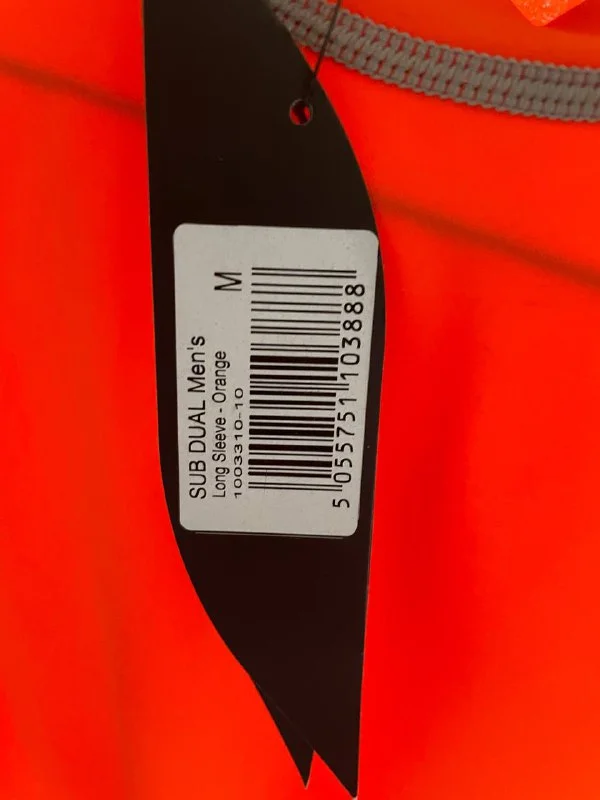 SUB DUAL Men's
Long Sleeve - Orange
1003310-10 M
5 055751 103888